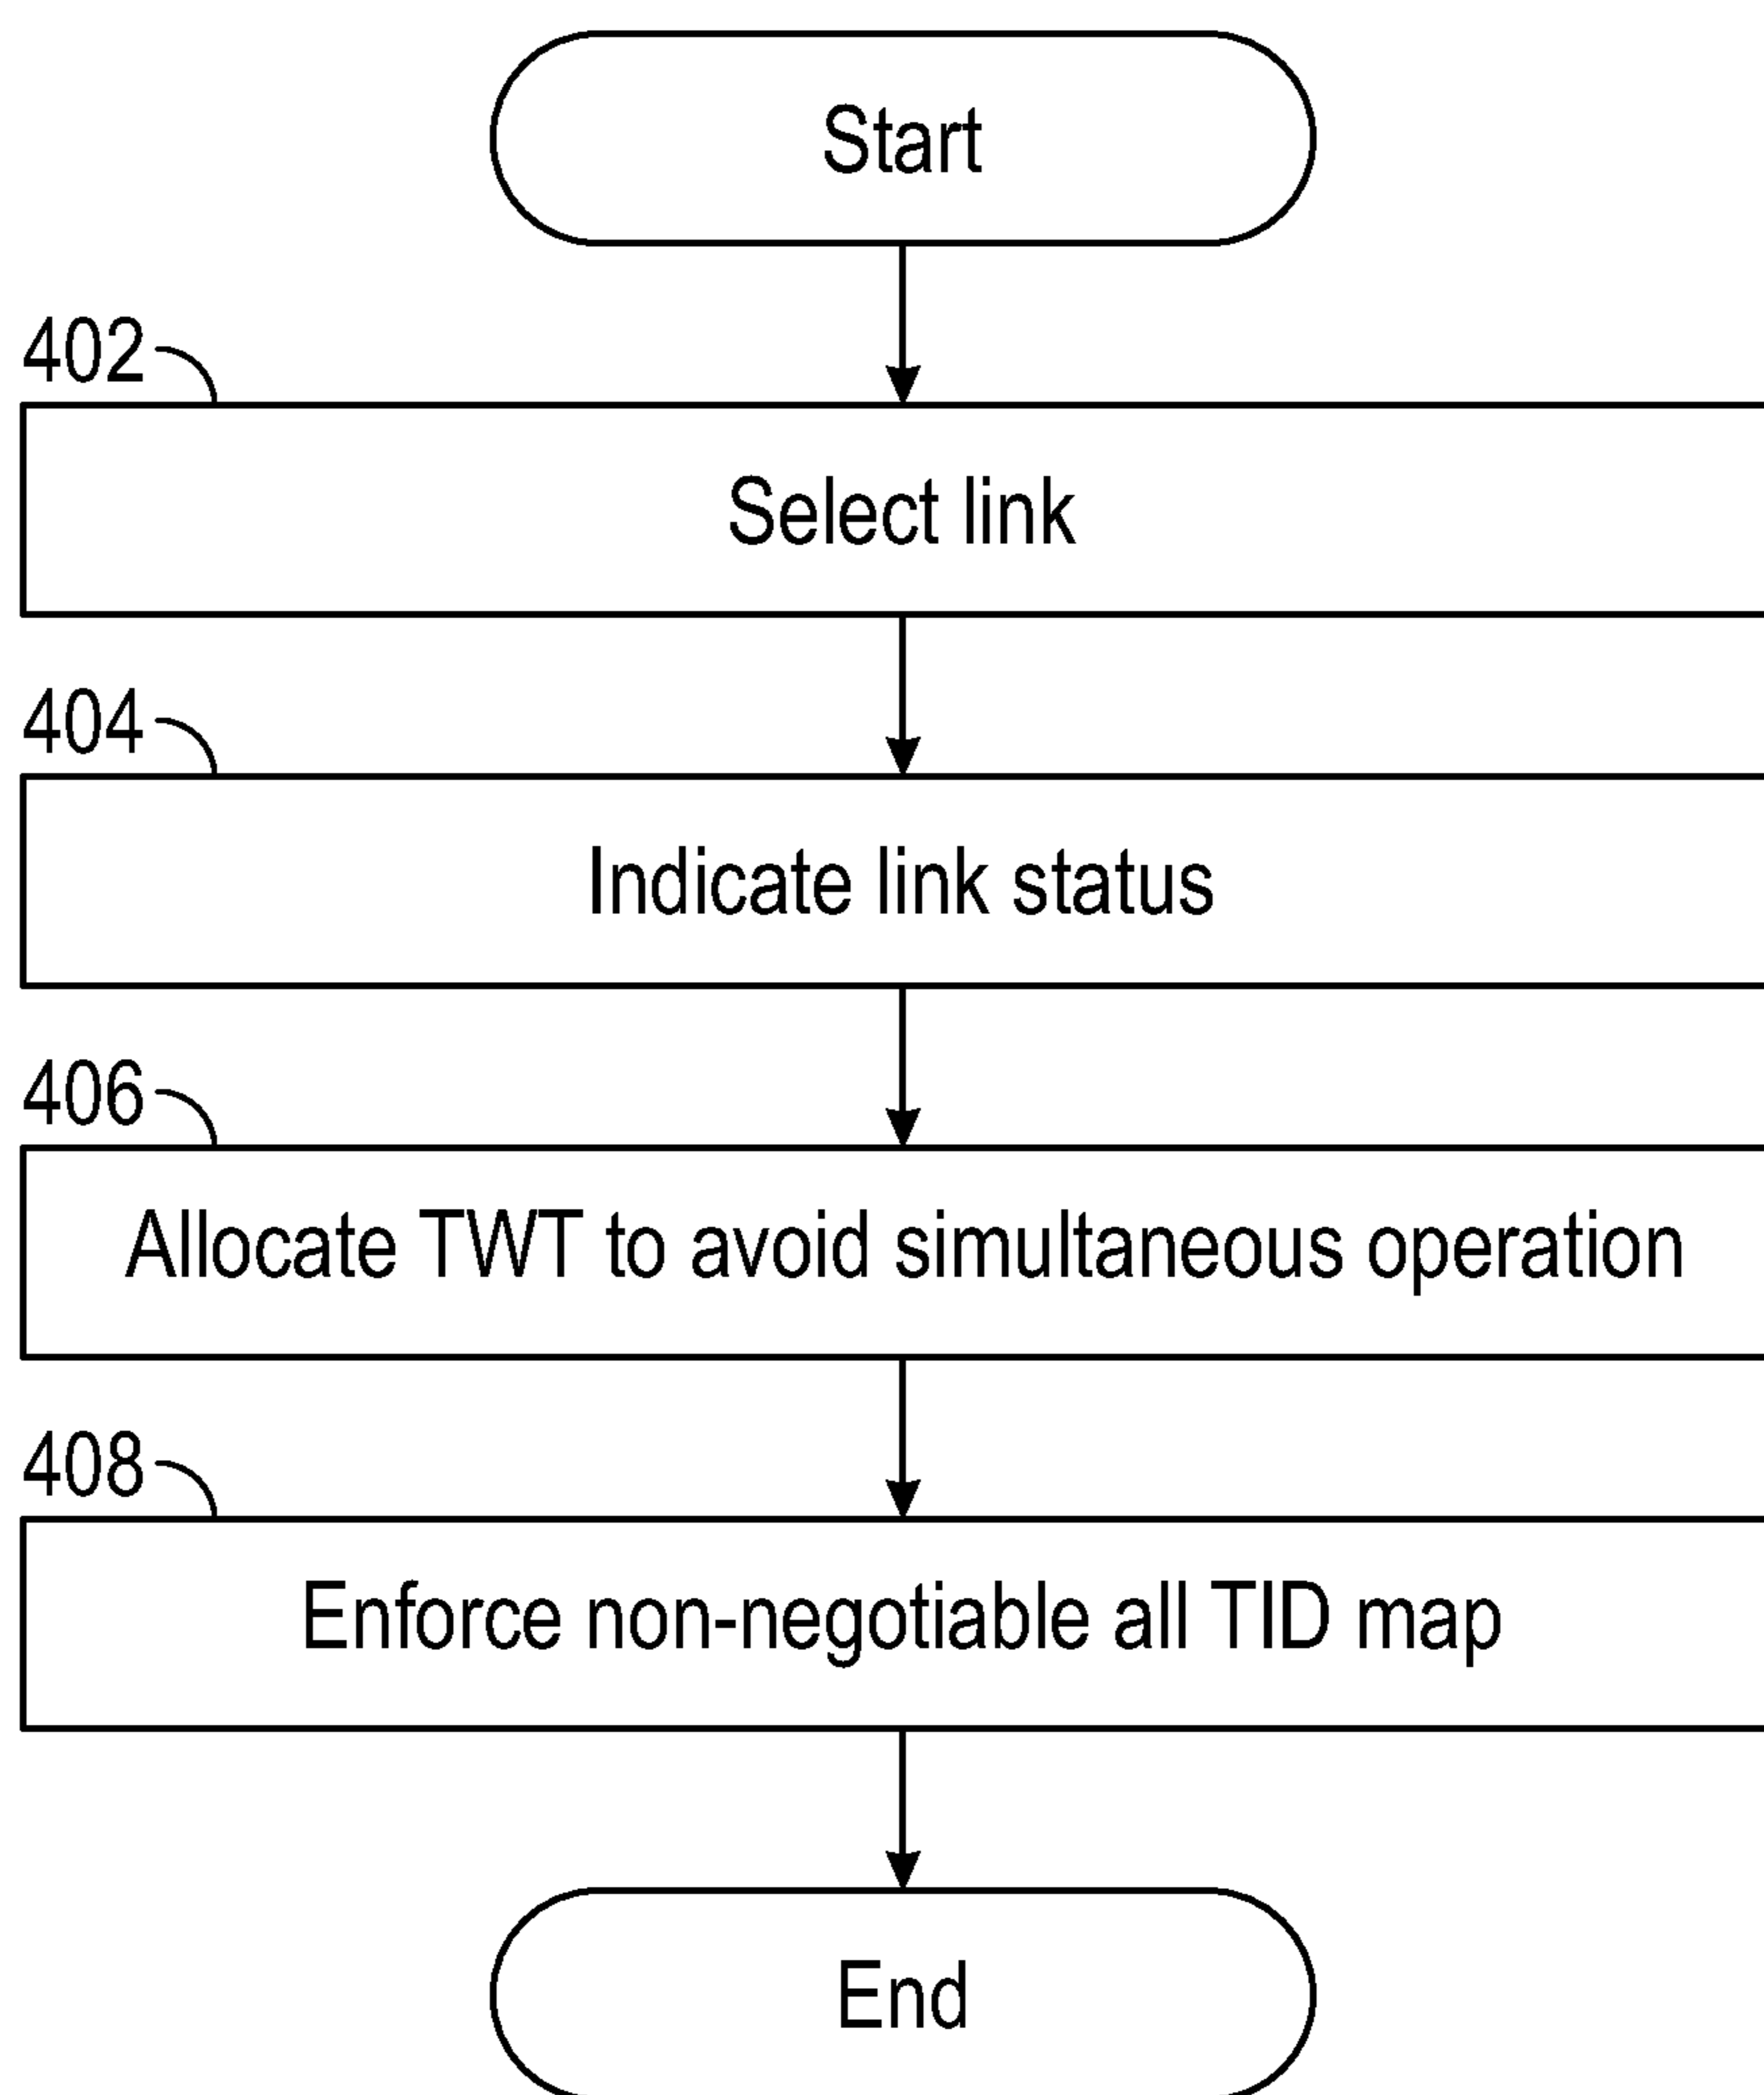 Start
402
Select link
404
Indicate link status
406
Allocate TWT to avoid simultaneous operation
408
Enforce non-negotiable all TID map
End